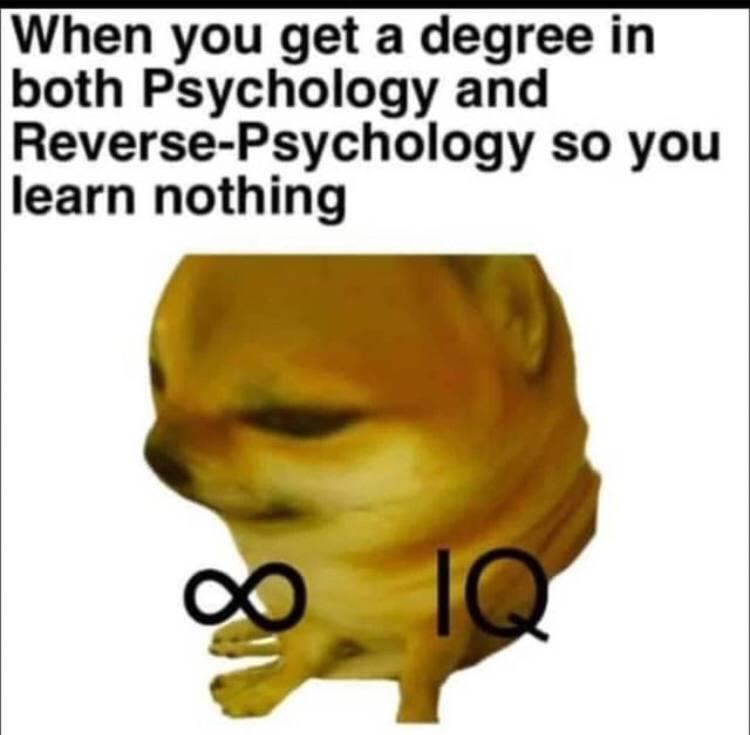 When you get a degree in
both Psychology and
Reverse-Psychology so you
learn nothing
∞ IQ